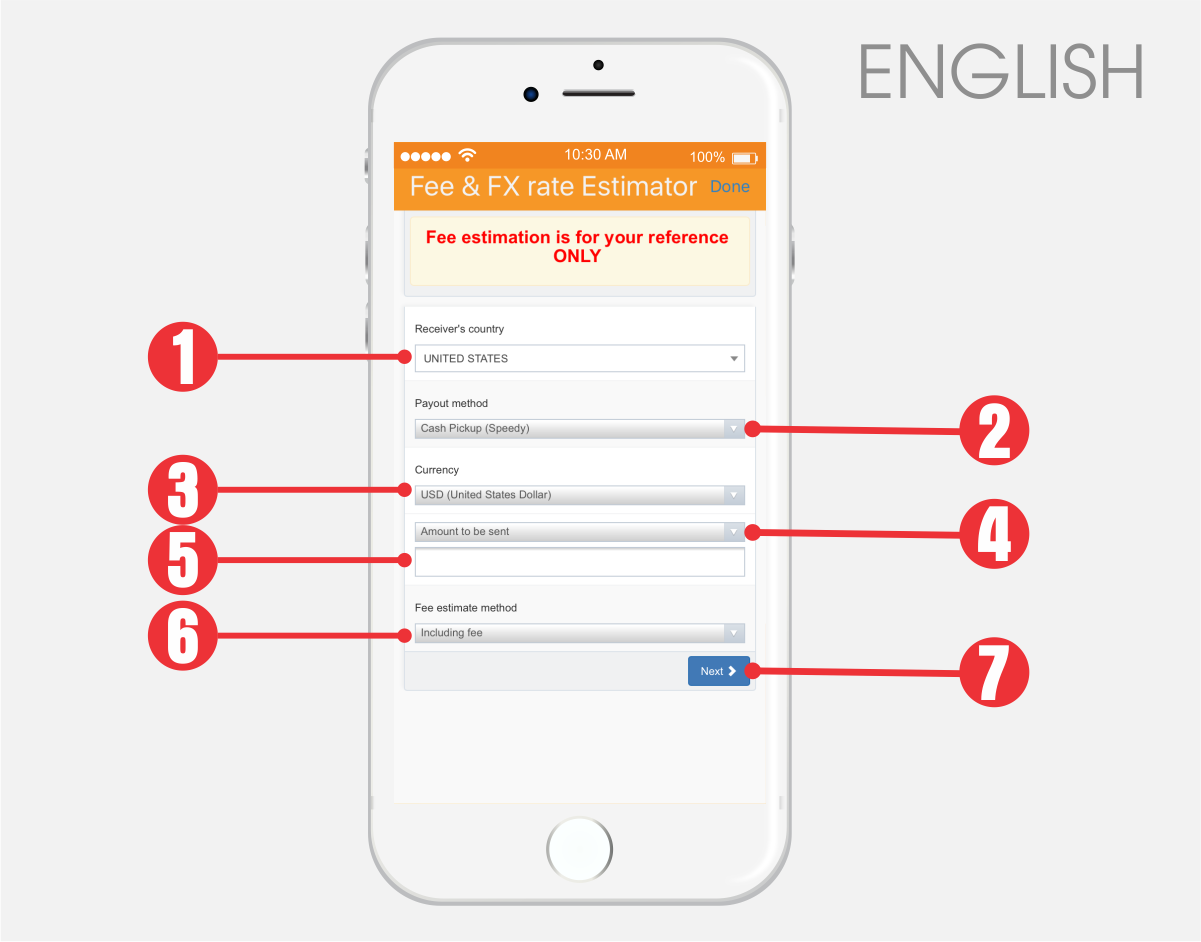 ENGLISH
10:30 AM
100%
Fee & FX rate Estimator Done
Fee estimation is for your reference
ONLY
Receiver's country
1
UNITED STATES
Payout method
Cash Pickup (Speedy)
2
Currency
3
USD (United States Dollar)
Amount to be sent
4
5
Fee estimate method
6
Including fee
Next
7